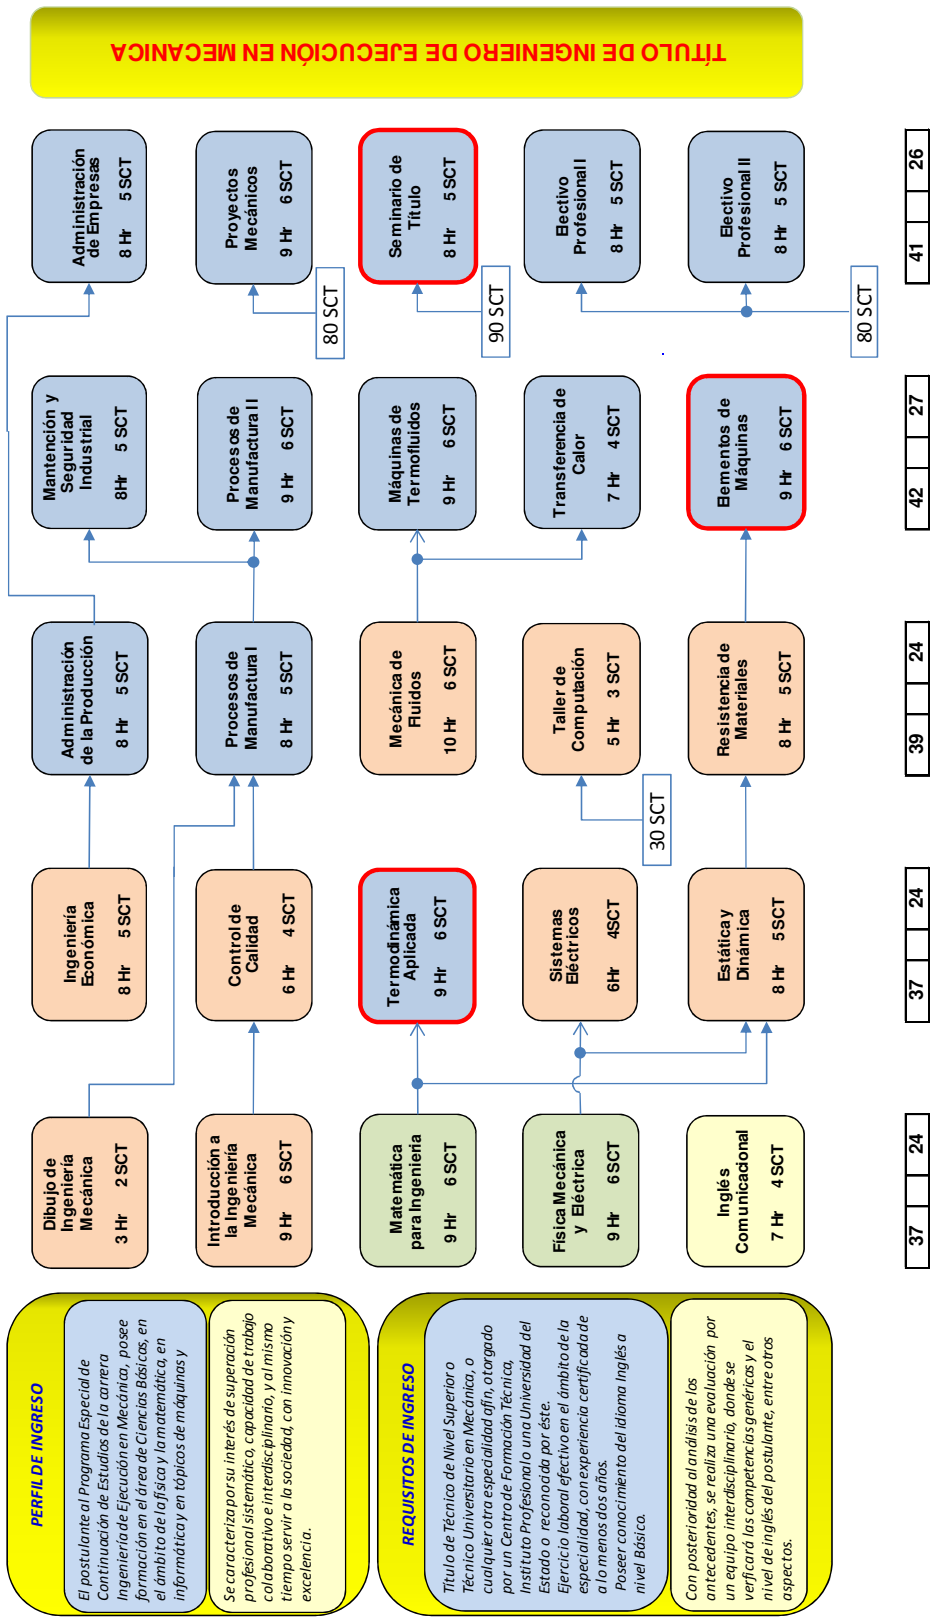 PERFIL DE INGRESO
El postulante al Programa Especial de
Continuación de Estudios de la carrera
Ingeniería de Ejecución en Mecánica, posee
formación en el área de Ciencias Básicas, en
el ámbito de la física y la matemática, en
informática y en tópicos de máquinas y
Se caracteriza por su interés de superación
profesional sistemático, capacidad de trabajo
colaborativo e interdisciplinario, y al mismo
tiempo servir a la sociedad, con innovación y
excelencia.
REQUISITOS DE INGRESO
Título de Técnico de Nivel Superior o
Técnico Universitario en Mecánica, o
cualquier otra especialidad afín, otorgado
por un Centro de Formación Técnica,
Instituto Profesional o una Universidad del
Estado o reconocida por éste.
Ejercicio laboral efectivo en el ámbito de la
especialidad, con experiencia certificada de
a lo menos dos años.
Poseer conocimiento del idioma Inglés a
nivel Básico.
Con posterioridad al análisis de los
antecedentes, se realiza una evaluación por
un equipo interdisciplinario, donde se
verificará las competencias genéricas y el
nivel de inglés del postulante, entre otros
aspectos.
Dibujo de
Ingeniería
Mecánica
3 Hr 2 SCT
Introducción a
la Ingeniería
Mecánica
9 Hr 6 SCT
Matemática
para Ingeniería
9 Hr 6 SCT
Física Mecánica
y Eléctrica
9 Hr 6 SCT
Inglés
Comunicacional
7 Hr 4 SCT
37 24
Ingeniería
Económica
8 Hr 5 SCT
Control de
Calidad
6 Hr 4 SCT
Termodinámica
Aplicada
9 Hr 6 SCT
Sistemas
Eléctricos
6Hr 4SCT
Estática y
Dinámica
8 Hr 5 SCT
37 24
Administración
de la Producción
8 Hr 5 SCT
Procesos de
Manufactura I
8 Hr 5 SCT
Mecánica de
Fluidos
10 Hr 6 SCT
Taller de
Computación
5 Hr 3 SCT
30 SCT
Resistencia de
Materiales
8 Hr 5 SCT
39 24
Mantención y
Seguridad
Industrial
8Hr 5 SCT
Procesos de
Manufactura II
9 Hr 6 SCT
Máquinas de
Termofluidos
9 Hr 6 SCT
Transferencia de
Calor
7 Hr 4 SCT
Elementos de
Máquinas
9 Hr 6 SCT
42 27
Administración
de Empresas
8 Hr 5 SCT
Proyectos
Mecánicos
9 Hr 6 SCT
80 SCT
Seminario de
Título
8 Hr 5 SCT
90 SCT
Electivo
Profesional I
8 Hr 5 SCT
Electivo
Profesional II
8 Hr 5 SCT
80 SCT
41 26
TÍTULO DE INGENIERO DE EJECUCIÓN EN MECANICA